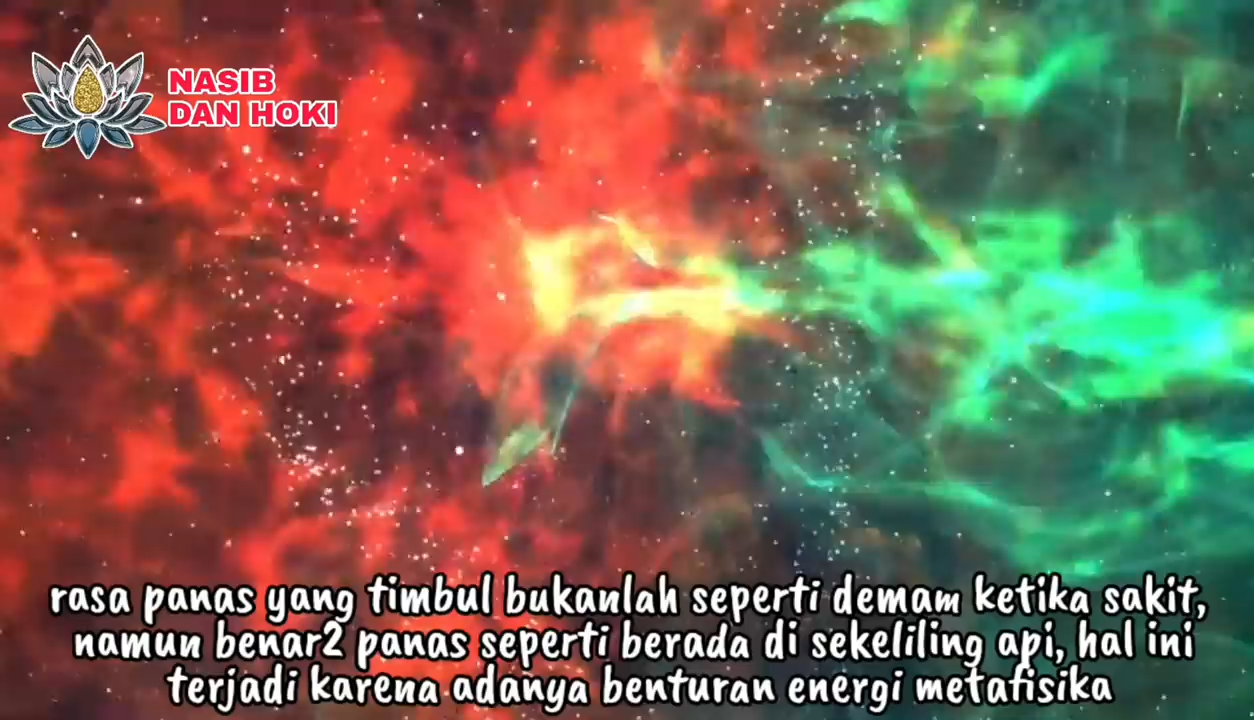 NASIB
DAN HOKI
rasa panas yang timbul bukanlah seperti demam ketika sakit,
namun benar2 panas seperti berada di sekeliling api, hal ini
terjadi karena adanya benturan energi metafisika